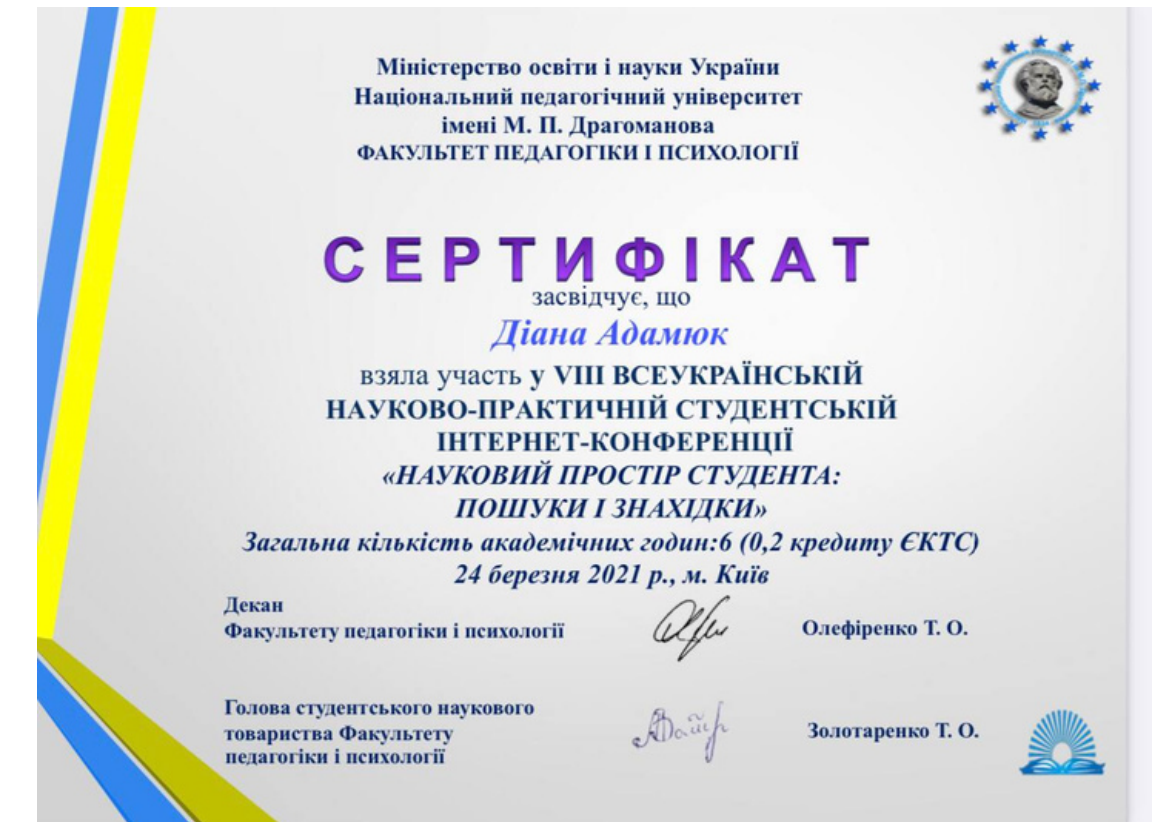 Міністерство освіти і науки України
Національний педагогічний університет
імені М. П. Драгоманова
ФАКУЛЬТЕТ ПЕДАГОГІКИ І ПСИХОЛОГІЇ
СЕРТИФІКАТ
засвідчує, що
Діана Адамюк
взяла участь у VIII ВСЕУКРАЇНСЬКІЙ
НАУКОВО-ПРАКТИЧНІЙ СТУДЕНТСЬКІЙ
ІНТЕРНЕТ-КОНФЕРЕНЦІЇ
«НАУКОВИЙ ПРОСТІР СТУДЕНТА:
ПОШУКИ І ЗНАХІДКИ»
Загальна кількість академічних годин:6 (0,2 кредиту ЄКТС)
24 березня 2021 р., м. Київ
Декан
Факультету педагогіки і психології
Олефіренко Т. О.
Голова студентського наукового
товариства Факультету
педагогіки і психології
Золотаренко Т. О.